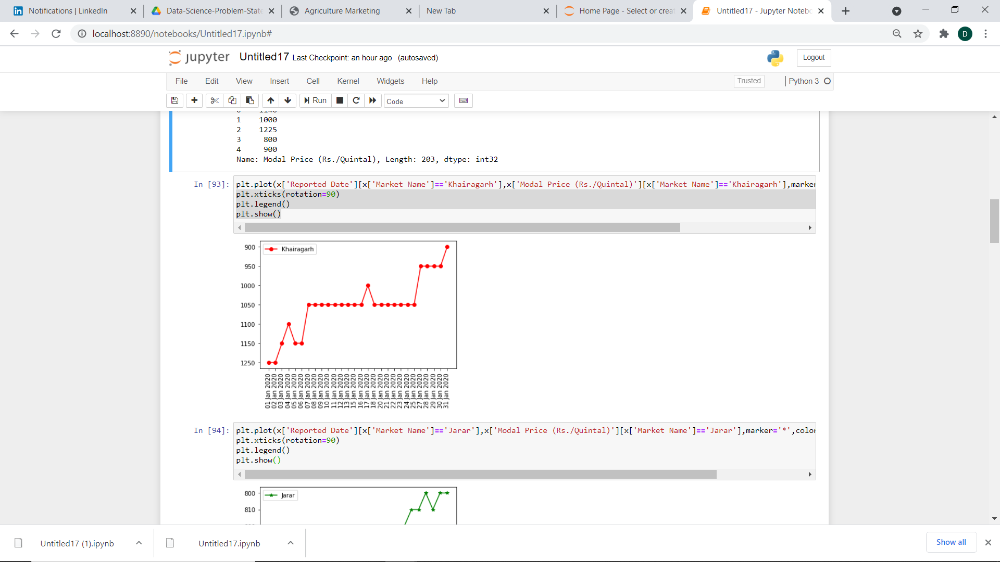 Notifications | LinkedIn
Data-Science-Problem-State
Agriculture Marketing
New Tab
Home Page - Select or creat
Untitled17 - Jupyter Notebo
localhost:8890/notebooks/Untitled17.ipynb#
D
jupyter
Untitled17 Last Checkpoint: an hour ago (autosaved)
Logout
File Edit View Insert Cell Kernel Widgets Help
Trusted
Python 3
Run
Code
0 1140
1 1000
2 1225
3 800
4 900
Name: Modal Price (Rs./Quintal), Length: 203, dtype: int32
In [93]:
plt.plot(x['Reported Date'][x['Market Name']=='Khairagarh'],x['Modal Price (Rs./Quintal)'][x['Market Name']=='Khairagarh'],marker
plt.xticks(rotation=90)
plt.legend()
plt.show()
Khairagarh
900
950
1000
1050
1100
1150
1250
01 Jan 2020
02 Jan 2020
03 Jan 2020
04 Jan 2020
05 Jan 2020
06 Jan 2020
07 Jan 2020
08 Jan 2020
09 Jan 2020
10 Jan 2020
11 Jan 2020
12 Jan 2020
13 Jan 2020
15 Jan 2020
16 Jan 2020
17 Jan 2020
18 Jan 2020
20 Jan 2020
21 Jan 2020
22 Jan 2020
23 Jan 2020
24 Jan 2020
25 Jan 2020
27 Jan 2020
28 Jan 2020
29 Jan 2020
30 Jan 2020
31 Jan 2020
In [94]:
plt.plot(x['Reported Date'][x['Market Name']=='Jarar'],x['Modal Price (Rs./Quintal)'][x['Market Name']=='Jarar'],marker='*',color
plt.xticks(rotation=90)
plt.legend()
plt.show()
Jarar
800
810
Untitled17 (1).ipynb
Untitled17.ipynb
Show all